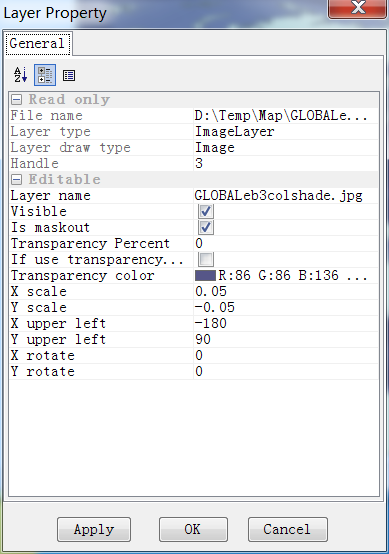 Layer Property
General
Read only
File name D:\Temp\Map\GLOBALe...
Layer type ImageLayer
Layer draw type Image
Handle 3
Editable
Layer name GLOBALeb3colshade.jpg
Visible
Is maskout
Transparency Percent 0
If use transparency...
Transparency color R:86 G:86 B:136 ...
X scale 0.05
Y scale -0.05
X upper left -180
Y upper left 90
X rotate 0
Y rotate 0
Apply OK Cancel